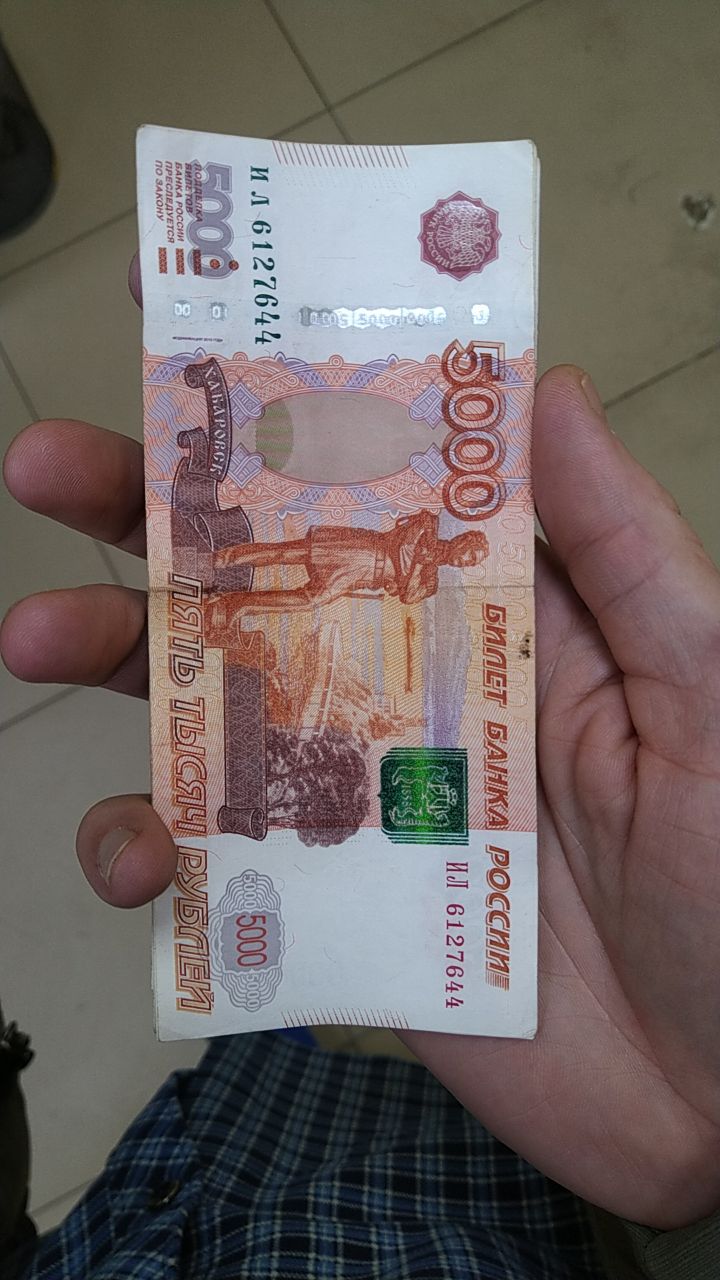 БАНК РОССИИ
5000
БИЛЕТ БАНКА РОССИИ
ИЛ 6127644
1858
ИЛ 6127644
5000
ПОДДЕЛКА
БИЛЕТОВ
БАНКА РОССИИ
ПРЕСЛЕДУЕТСЯ
ПО ЗАКОНУ
ХАБАРОВСК
5000 5000 5000
ПЯТЬ ТЫСЯЧ РУБЛЕЙ